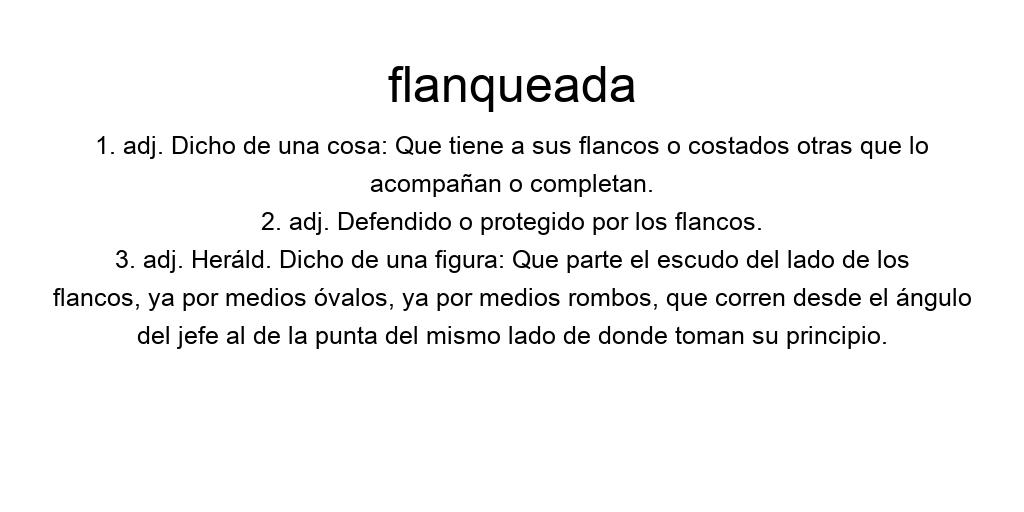 flanqueada
1. adj. Dicho de una cosa: Que tiene a sus flancos o costados otras que lo
acompañan o completan.
2. adj. Defendido o protegido por los flancos.
3. adj. Heráld. Dicho de una figura: Que parte el escudo del lado de los
flancos, ya por medios óvalos, ya por medios rombos, que corren desde el ángulo
del jefe al de la punta del mismo lado de donde toman su principio.